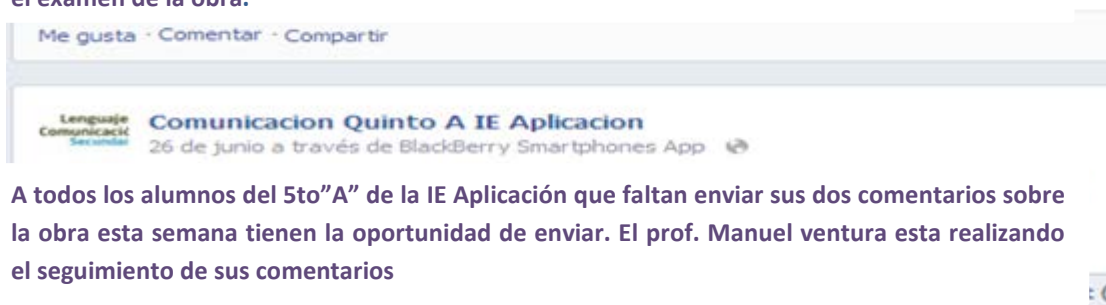 el examen de la obra.
Me gusta · Comentar · Compartir
Lenguaje
Comunicació
Secundar
Comunicacion Quinto A IE Aplicacion
26 de junio a través de BlackBerry Smartphones App
A todos los alumnos del 5to”A” de la IE Aplicación que faltan enviar sus dos comentarios sobre
la obra esta semana tienen la oportunidad de enviar. El prof. Manuel ventura esta realizando
el seguimiento de sus comentarios